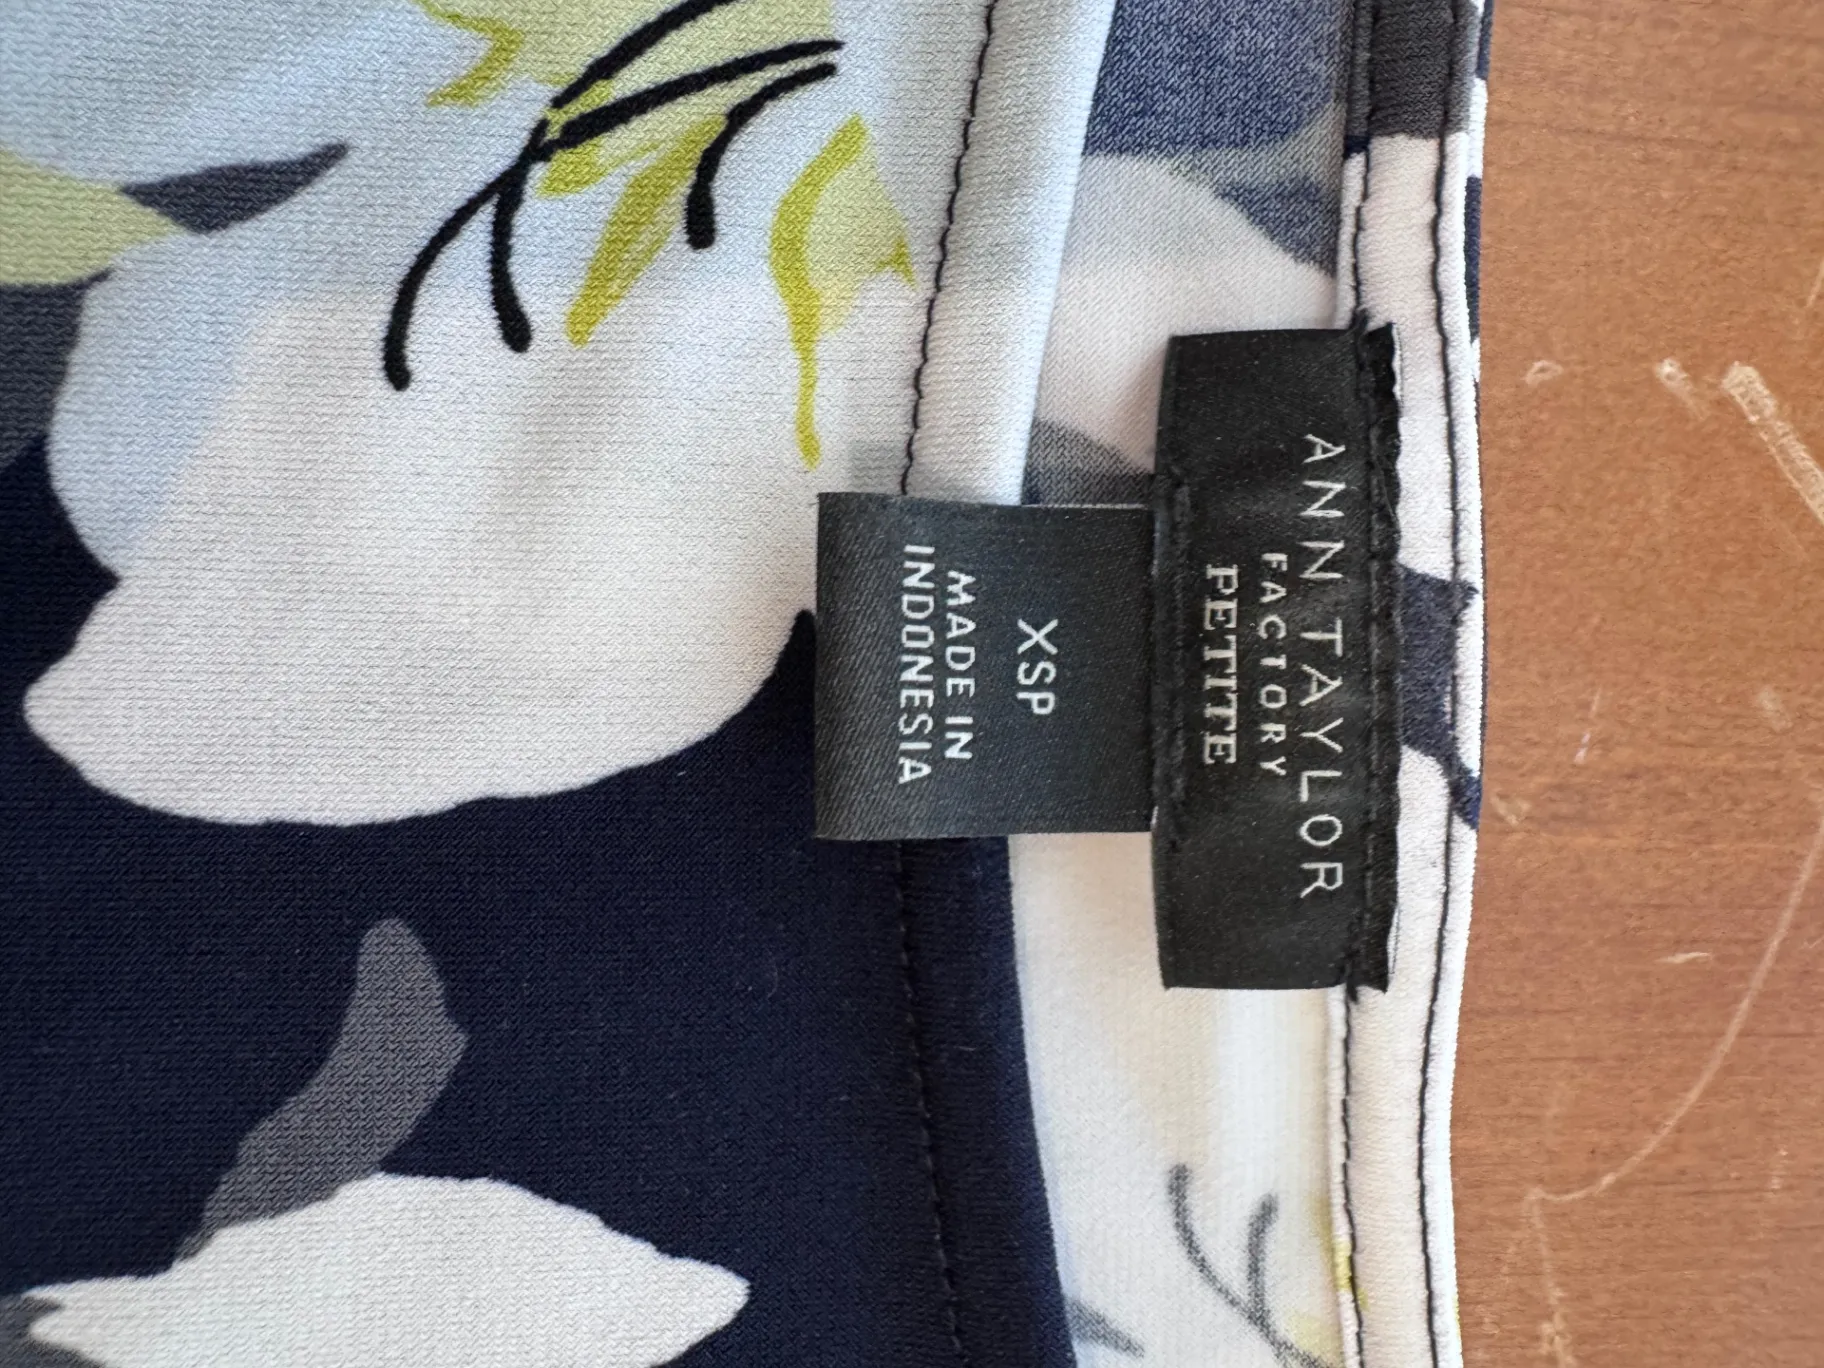 ANN TAYLOR
FACTORY
PETITE
XSP
MADE IN
INDONESIA